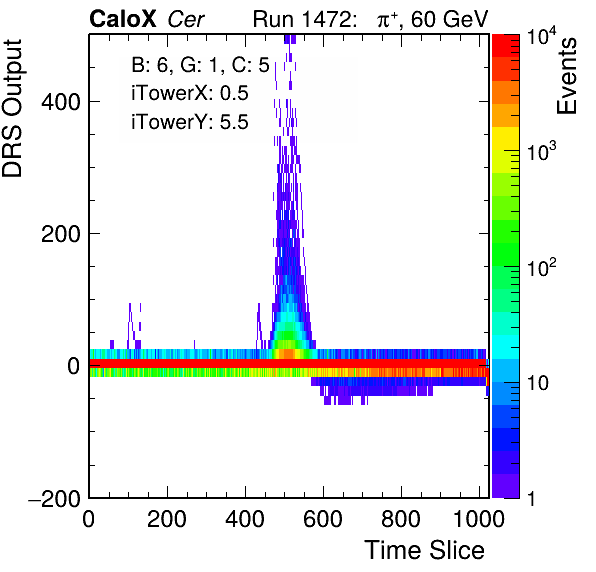 CaloX Cer Run 1472: π⁺, 60 GeV
DRS Output
B: 6, G: 1, C: 5
iTowerX: 0.5
iTowerY: 5.5
400
200
0
−200
0 200 400 600 800 1000
Time Slice
10⁴
10³
10²
10
1
Events